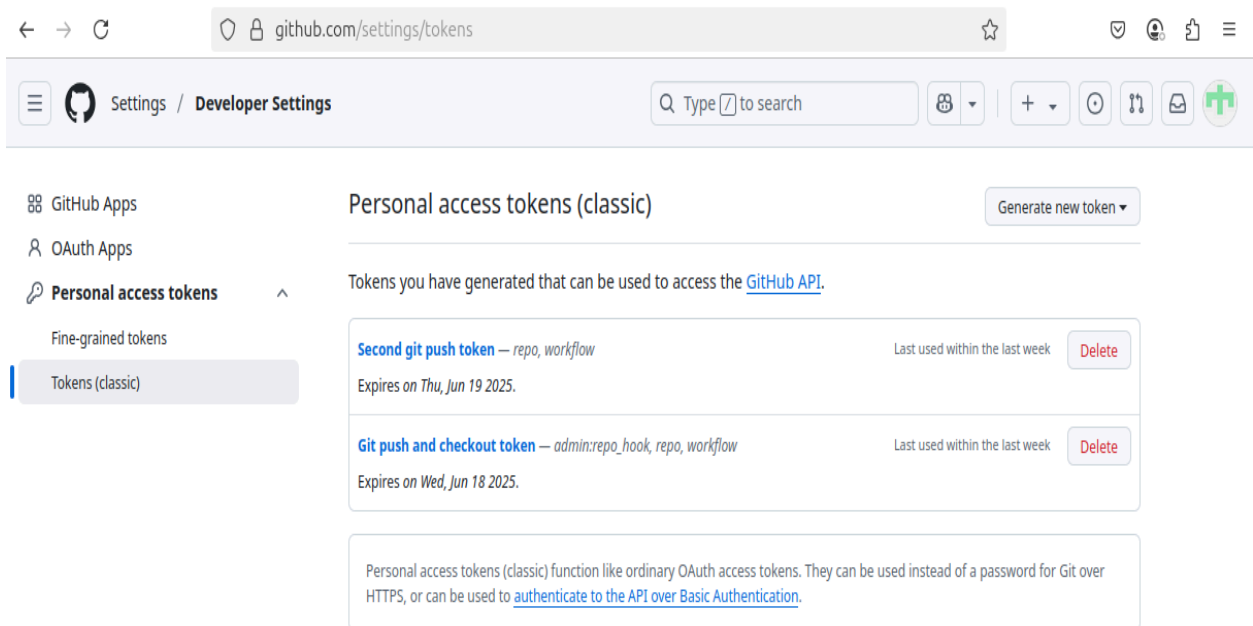 github.com/settings/tokens
Settings / Developer Settings
Type / to search
GitHub Apps
OAuth Apps
Personal access tokens
Fine-grained tokens
Tokens (classic)
Personal access tokens (classic)
Generate new token
Tokens you have generated that can be used to access the GitHub API.
Second git push token — repo, workflow
Last used within the last week
Delete
Expires on Thu, Jun 19 2025.
Git push and checkout token — admin:repo_hook, repo, workflow
Last used within the last week
Delete
Expires on Wed, Jun 18 2025.
Personal access tokens (classic) function like ordinary OAuth access tokens. They can be used instead of a password for Git over
HTTPS, or can be used to authenticate to the API over Basic Authentication.